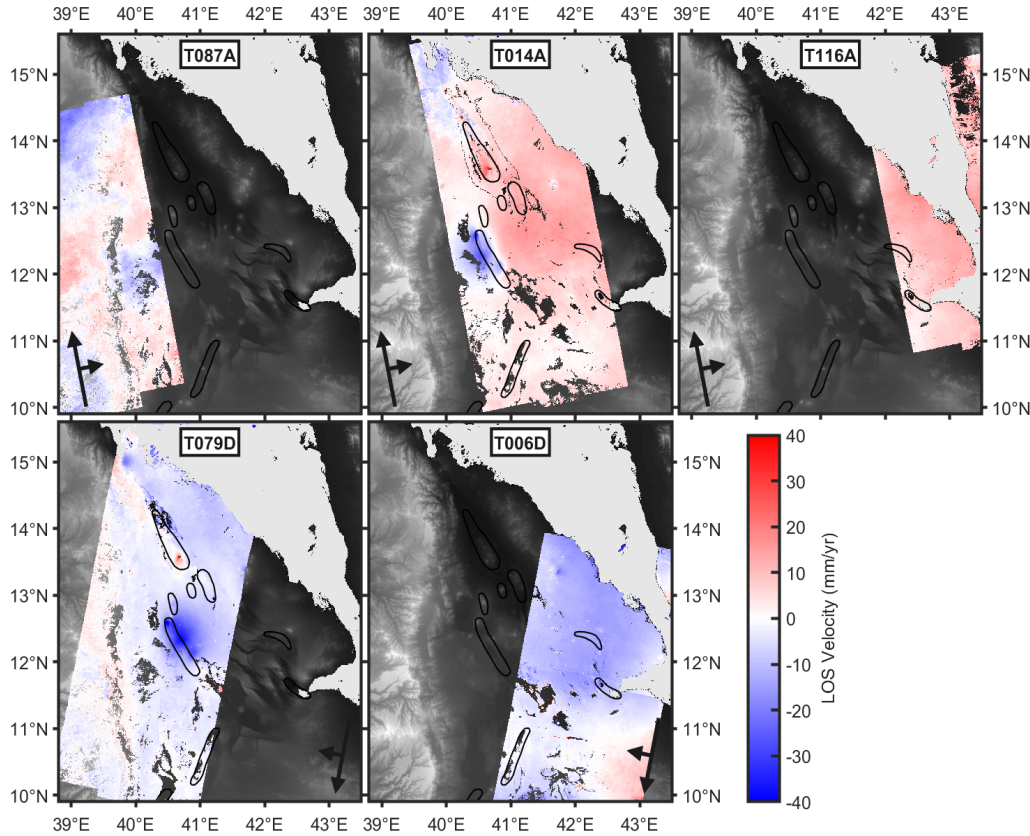 39°E 40°E 41°E 42°E 43°E 39°E 40°E 41°E 42°E 43°E 39°E 40°E 41°E 42°E 43°E
T087A T014A T116A
15°N 15°N
14°N 14°N
13°N 13°N
12°N 12°N
11°N 11°N
10°N 10°N
T079D T006D
40
15°N 15°N
30
14°N 14°N
20
10
13°N 13°N
0
12°N 12°N
-10
-20
11°N 11°N
-30
10°N 10°N
-40
LOS Velocity (mm/yr)
39°E 40°E 41°E 42°E 43°E 39°E 40°E 41°E 42°E 43°E